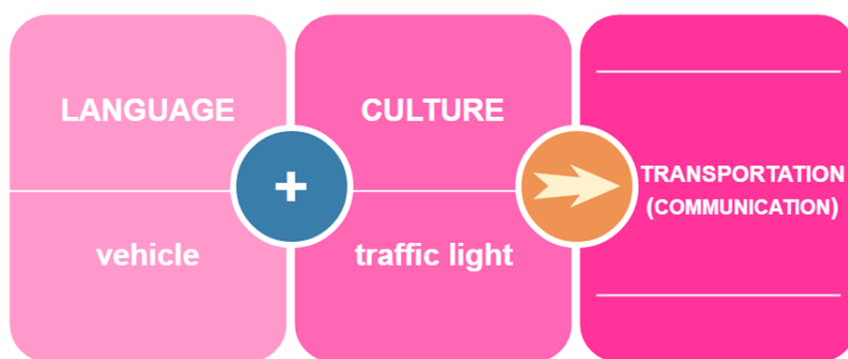 LANGUAGE
vehicle
+
CULTURE
traffic light
TRANSPORTATION
(COMMUNICATION)